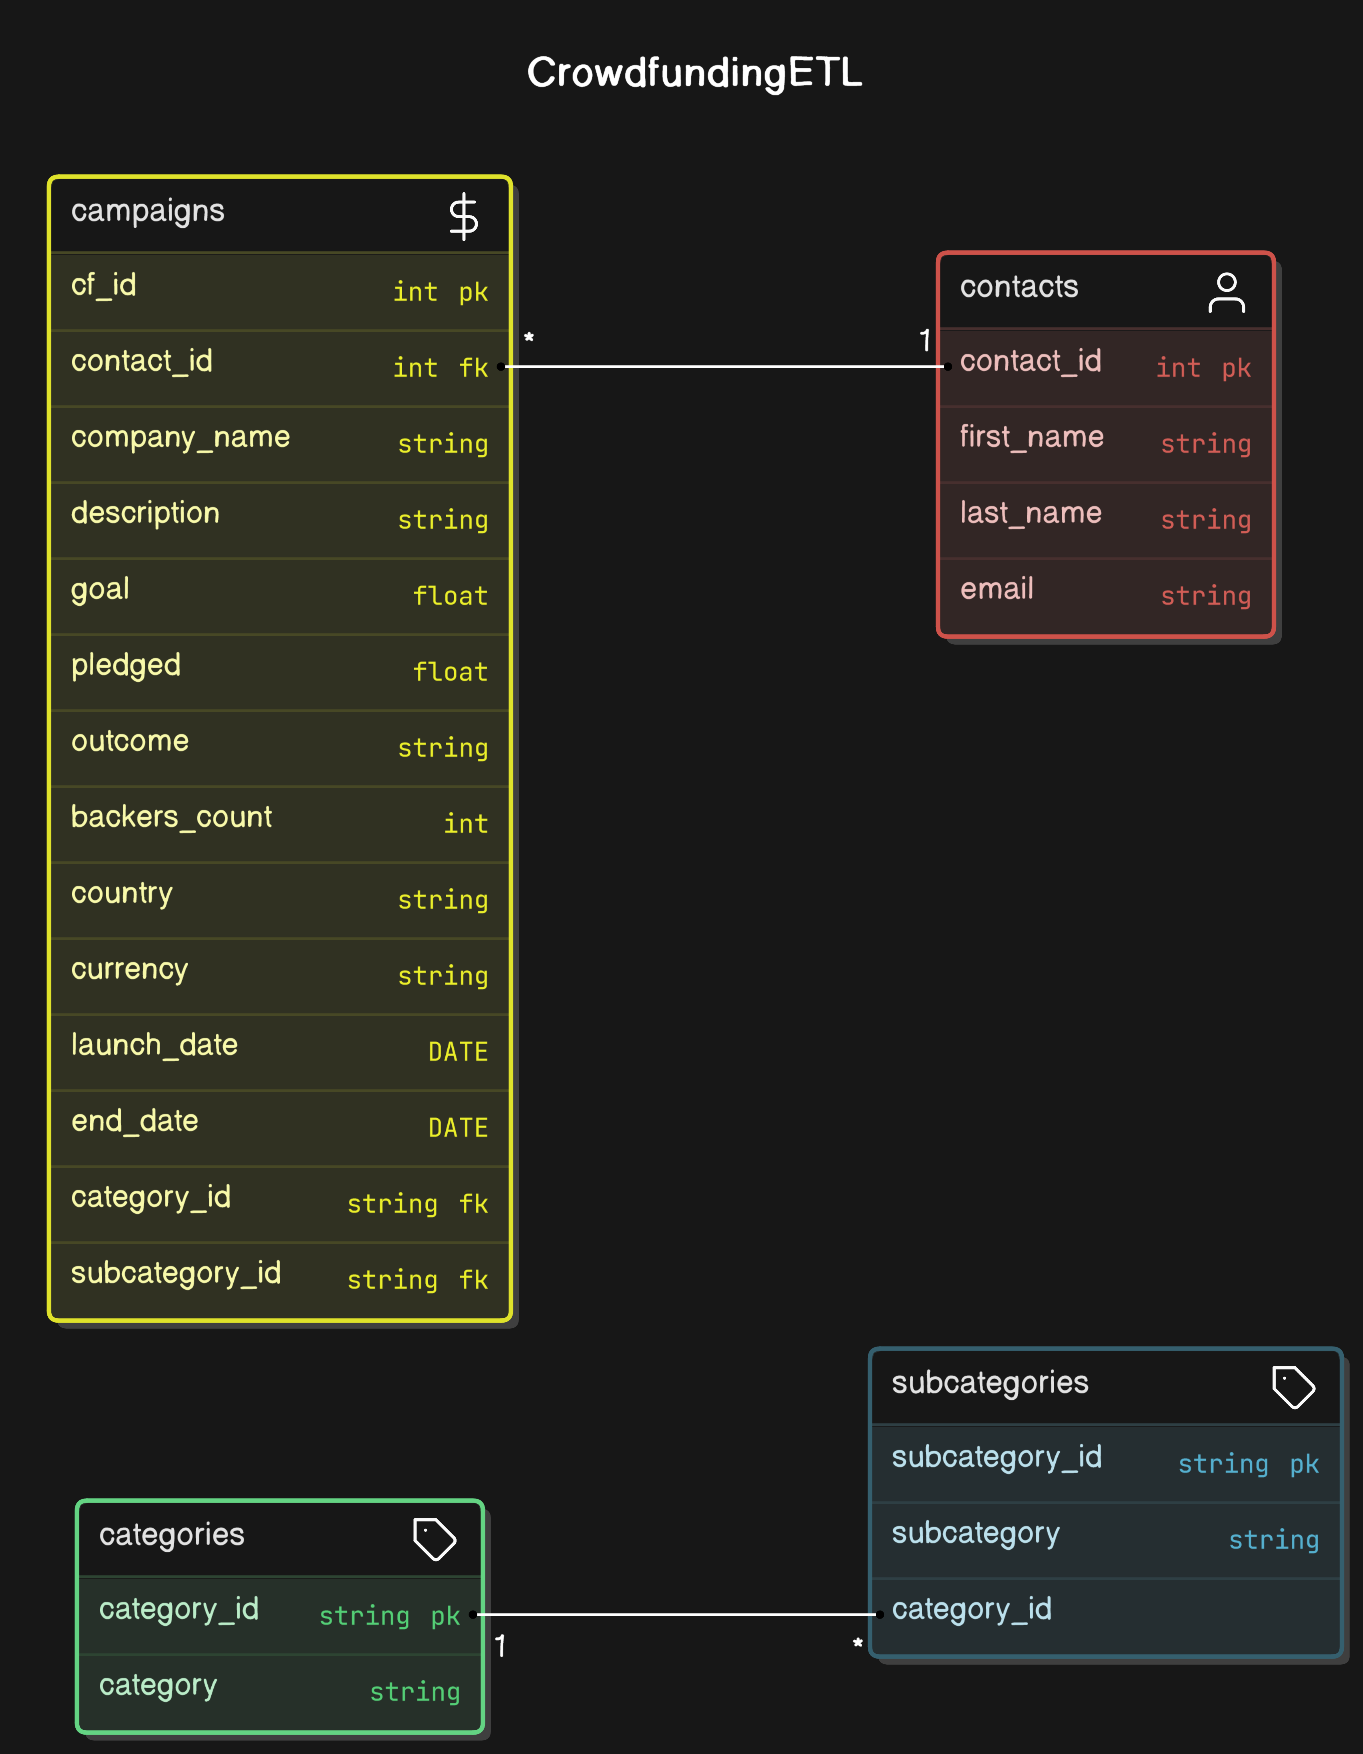 CrowdfundingETL
campaigns
cf_id int pk
contact_id int fk
company_name string
description string
goal float
pledged float
outcome string
backers_count int
country string
currency string
launch_date DATE
end_date DATE
category_id string fk
subcategory_id string fk
* 1
contacts
contact_id int pk
first_name string
last_name string
email string
categories
category_id string pk
category string
1 *
subcategories
subcategory_id string pk
subcategory string
category_id